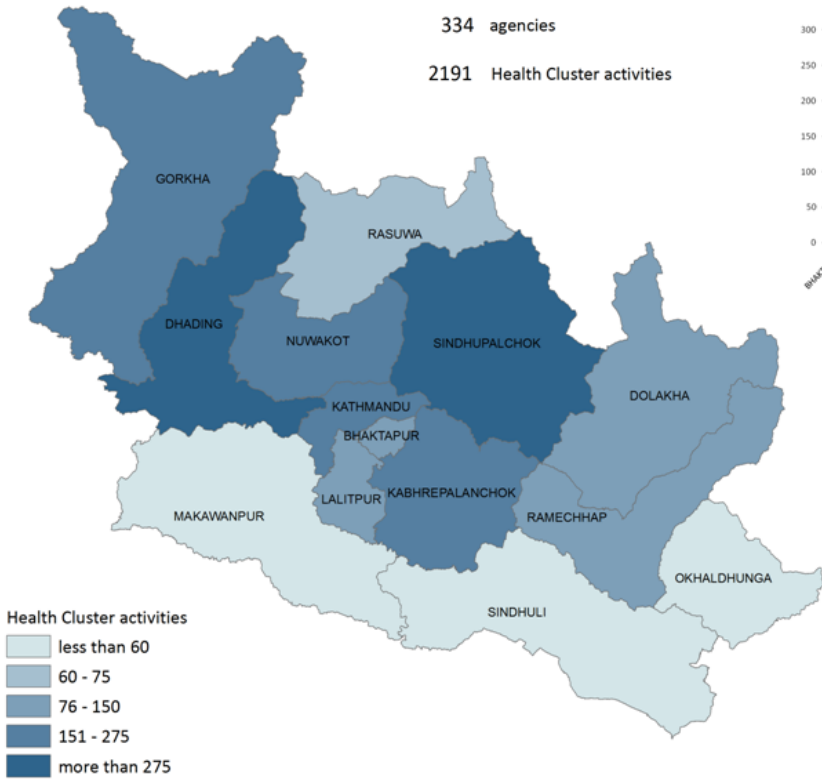 334 agencies
2191 Health Cluster activities
300
250
200
150
100
50
0
GORKHA
RASUWA
DHADING
NUWAKOT
SINDHUPALCHOK
DOLAKHA
KATHMANDU
BHAKTAPUR
LALITPUR
KABHREPALANCHOK
MAKAWANPUR
RAMECHHAP
OKHALDHUNGA
SINDHULI
Health Cluster activities
less than 60
60 - 75
76 - 150
151 - 275
more than 275